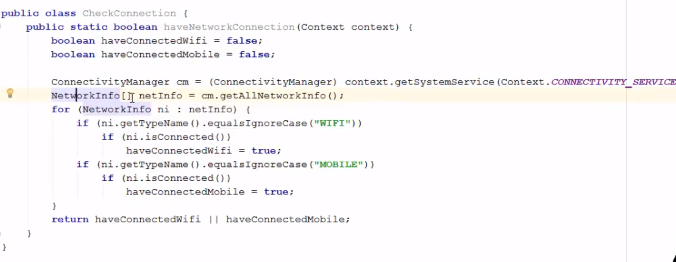 public class CheckConnection {
    public static boolean haveNetworkConnection(Context context) {
        boolean haveConnectedWifi = false;
        boolean haveConnectedMobile = false;
        ConnectivityManager cm = (ConnectivityManager) context.getSystemService(Context.CONNECTIVITY_SERVICE
        NetworkInfo[] netInfo = cm.getAllNetworkInfo();
        for (NetworkInfo ni : netInfo) {
            if (ni.getTypeName().equalsIgnoreCase("WIFI"))
                if (ni.isConnected())
                    haveConnectedWifi = true;
            if (ni.getTypeName().equalsIgnoreCase("MOBILE"))
                if (ni.isConnected())
                    haveConnectedMobile = true;
        }
        return haveConnectedWifi || haveConnectedMobile;
    }
}